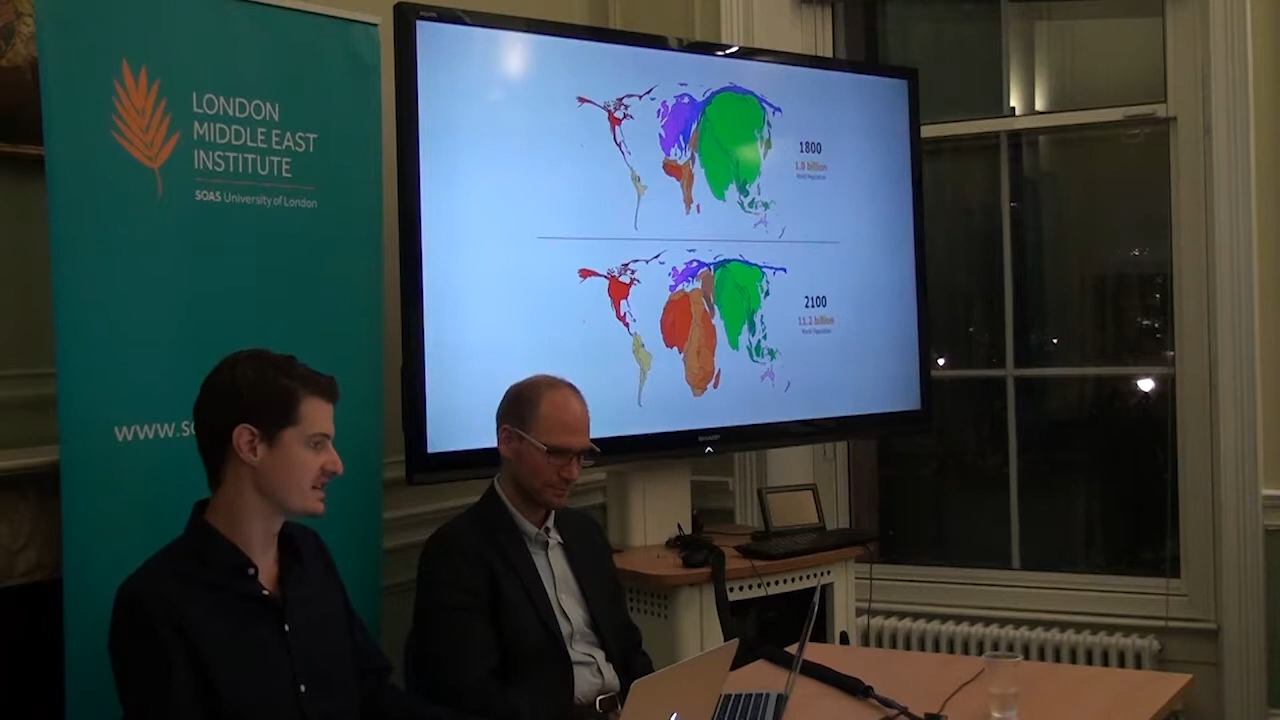 LONDON
MIDDLE EAST
INSTITUTE
SOAS University of London
www.so
1800
1.0 billion
World Population
2100
11.2 billion
World Population
SHARP